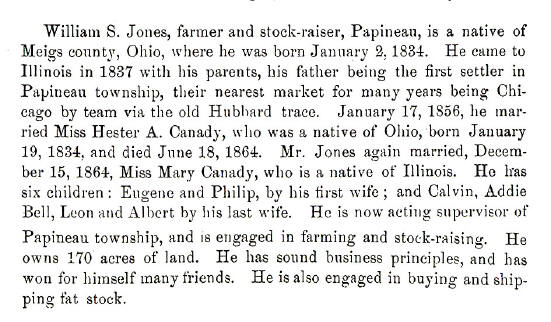 William S. Jones, farmer and stock-raiser, Papineau, is a native of
Meigs county, Ohio, where he was born January 2, 1834. He came to
Illinois in 1837 with his parents, his father being the first settler in
Papineau township, their nearest market for many years being Chi-
cago by team via the old Hubbard trace. January 17, 1856, he mar-
ried Miss Hester A. Canady, who was a native of Ohio, born January
19, 1834, and died June 18, 1864. Mr. Jones again married, Decem-
ber 15, 1864, Miss Mary Canady, who is a native of Illinois. He has
six children: Eugene and Philip, by his first wife; and Calvin, Addie
Bell, Leon and Albert by his last wife. He is now acting supervisor of
Papineau township, and is engaged in farming and stock-raising. He
owns 170 acres of land. He has sound business principles, and has
won for himself many friends. He is also engaged in buying and ship-
ping fat stock.